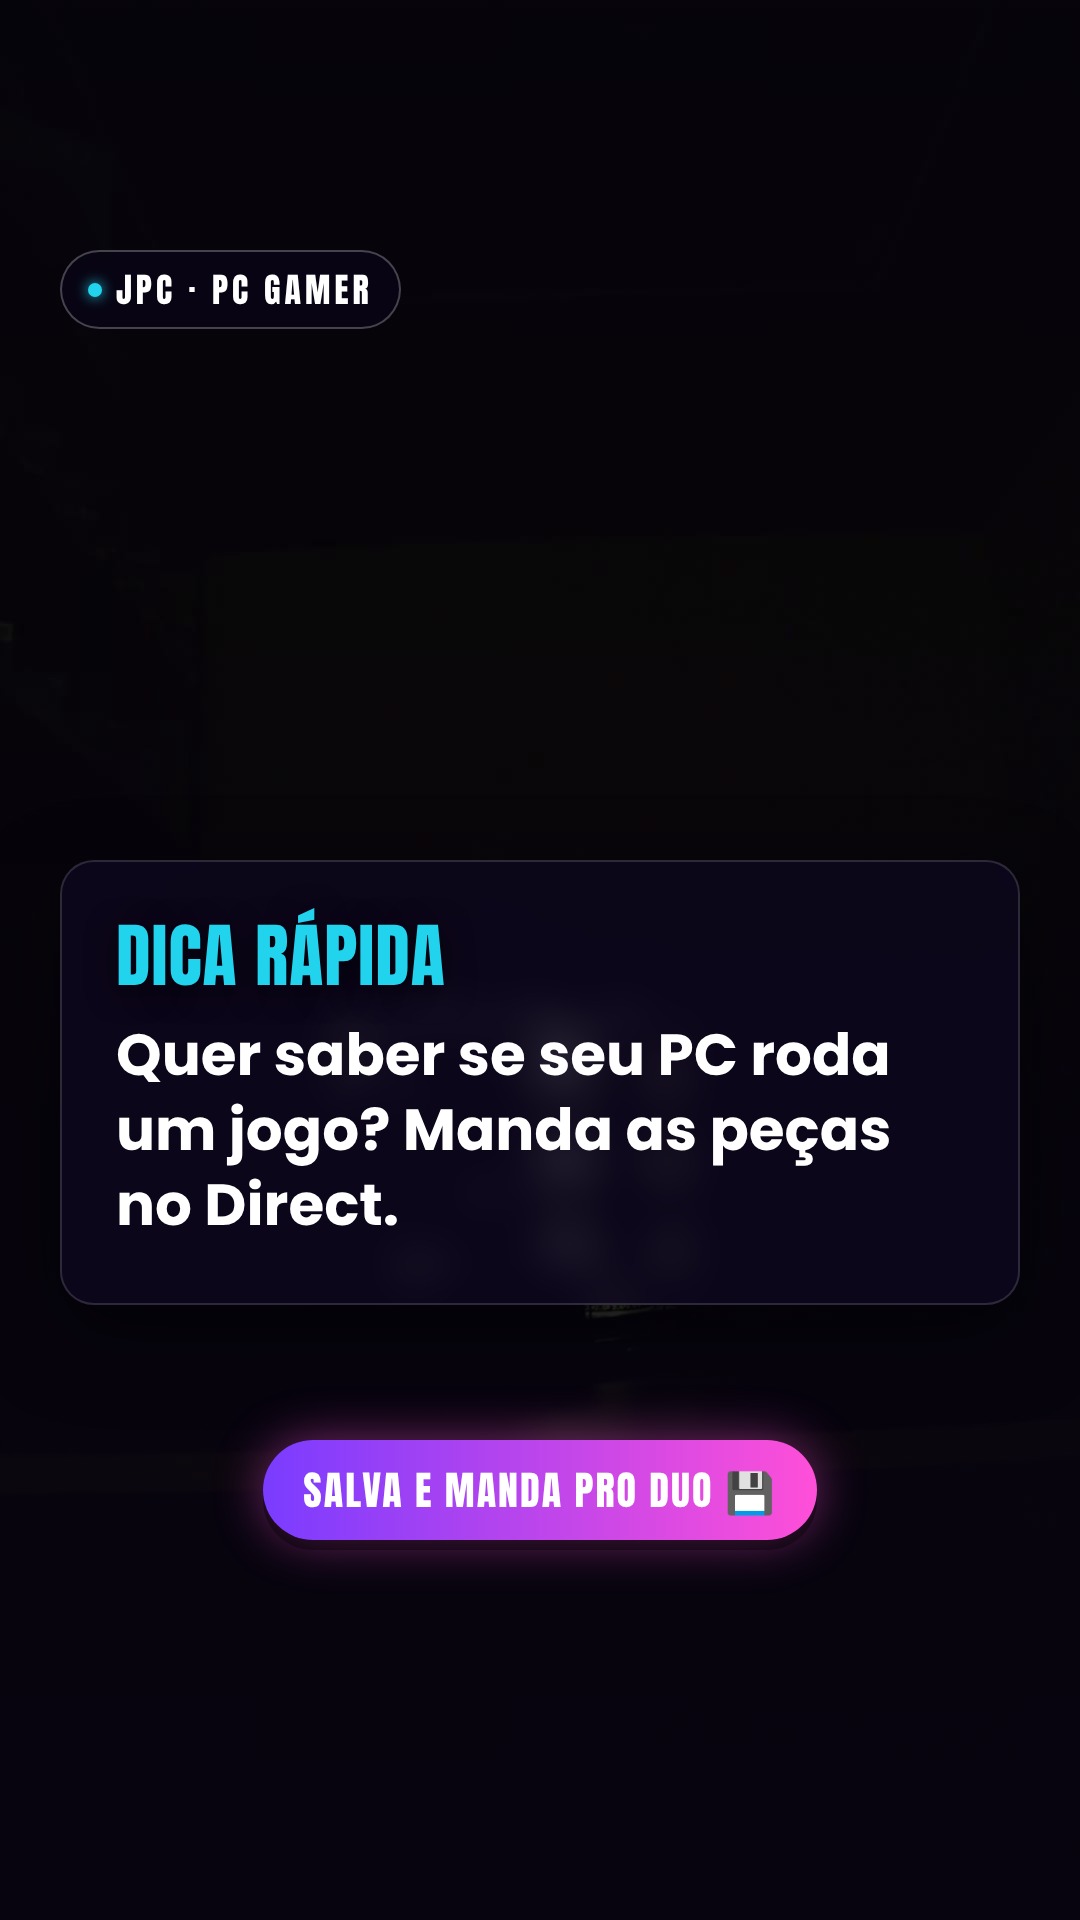 JPC · PC GAMER
DICA RÁPIDA
Quer saber se seu PC roda
um jogo? Manda as peças
no Direct.
SALVA E MANDA PRO DUO 💾